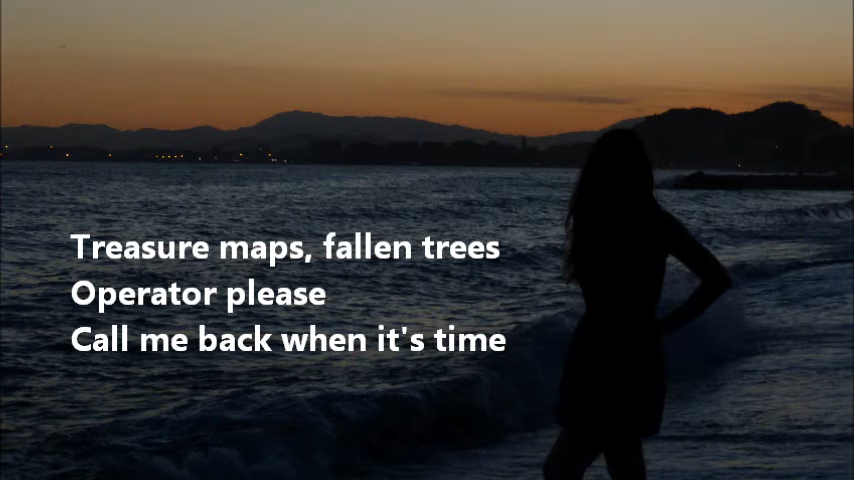 Treasure maps, fallen trees
Operator please
Call me back when it's time